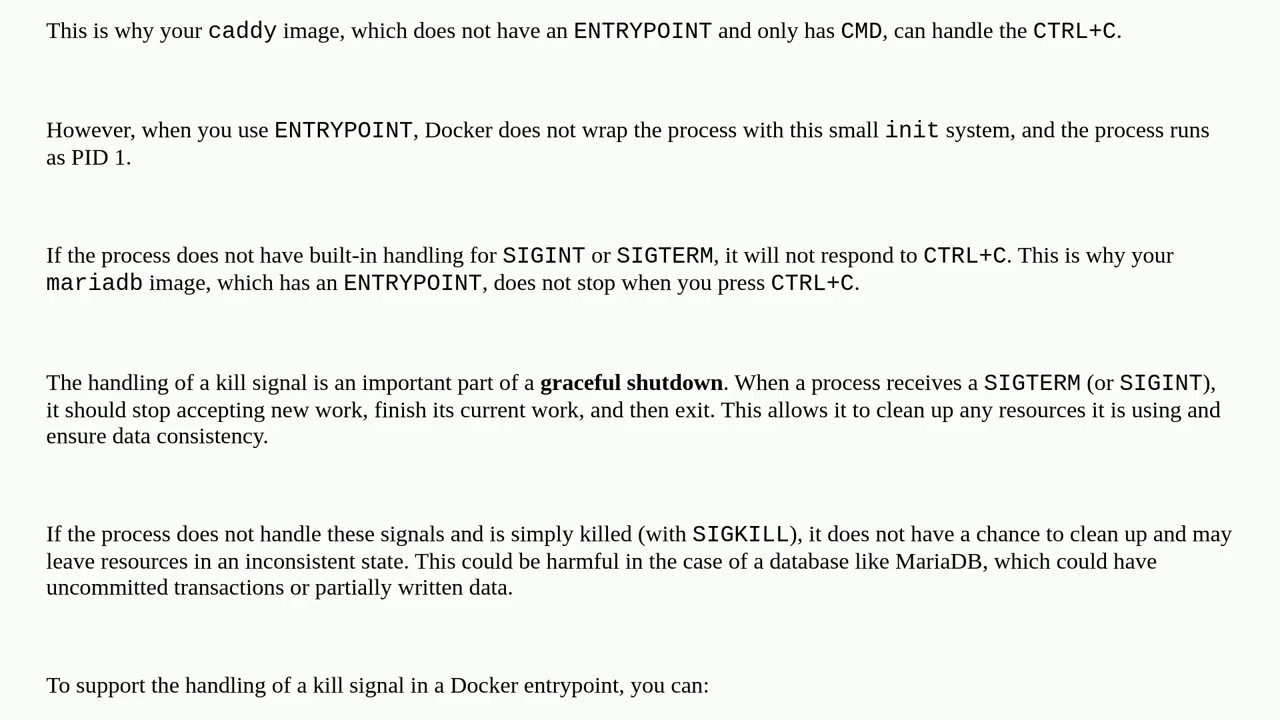 This is why your caddy image, which does not have an ENTRYPOINT and only has CMD, can handle the CTRL+C.
However, when you use ENTRYPOINT, Docker does not wrap the process with this small init system, and the process runs
as PID 1.
If the process does not have built-in handling for SIGINT or SIGTERM, it will not respond to CTRL+C. This is why your
mariadb image, which has an ENTRYPOINT, does not stop when you press CTRL+C.
The handling of a kill signal is an important part of a graceful shutdown. When a process receives a SIGTERM (or SIGINT),
it should stop accepting new work, finish its current work, and then exit. This allows it to clean up any resources it is using and
ensure data consistency.
If the process does not handle these signals and is simply killed (with SIGKILL), it does not have a chance to clean up and may
leave resources in an inconsistent state. This could be harmful in the case of a database like MariaDB, which could have
uncommitted transactions or partially written data.
To support the handling of a kill signal in a Docker entrypoint, you can: